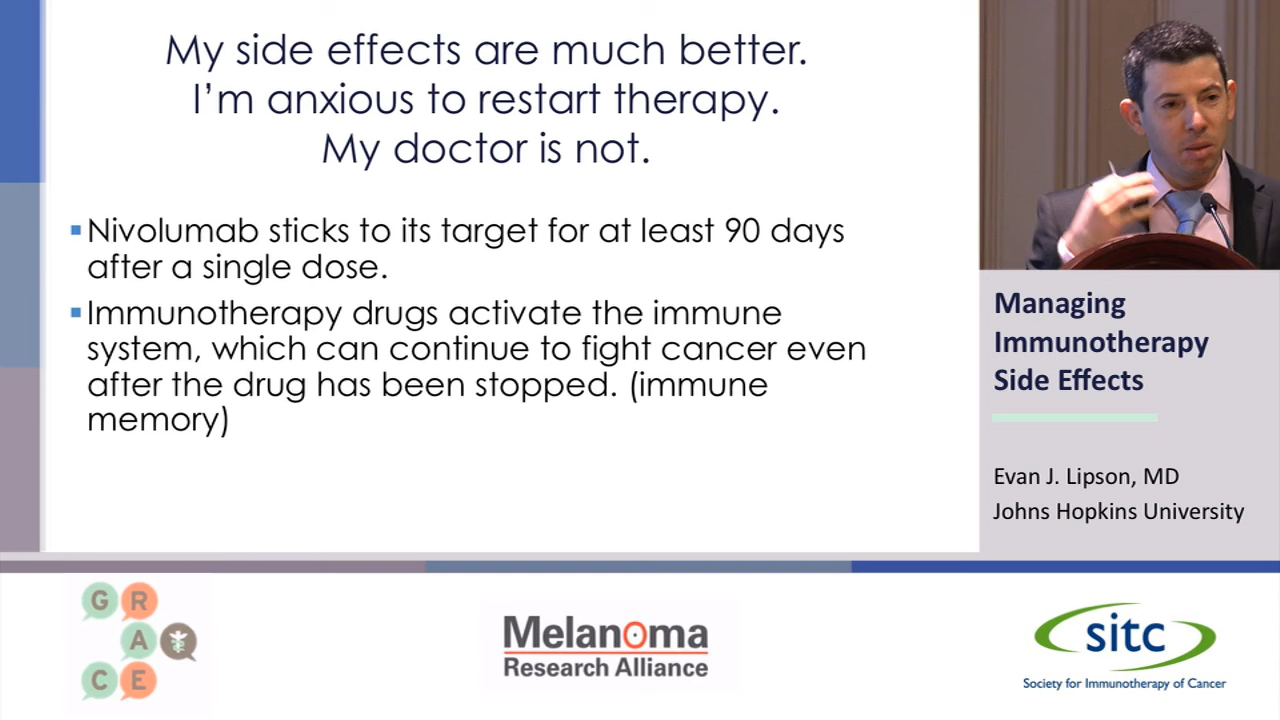 My side effects are much better.
I'm anxious to restart therapy.
My doctor is not.
▪Nivolumab sticks to its target for at least 90 days
after a single dose.
▪Immunotherapy drugs activate the immune
system, which can continue to fight cancer even
after the drug has been stopped. (immune
memory)
Managing
Immunotherapy
Side Effects
Evan J. Lipson, MD
Johns Hopkins University
G R
A
C E
Melanoma
Research Alliance
sitc
Society for Immunotherapy of Cancer